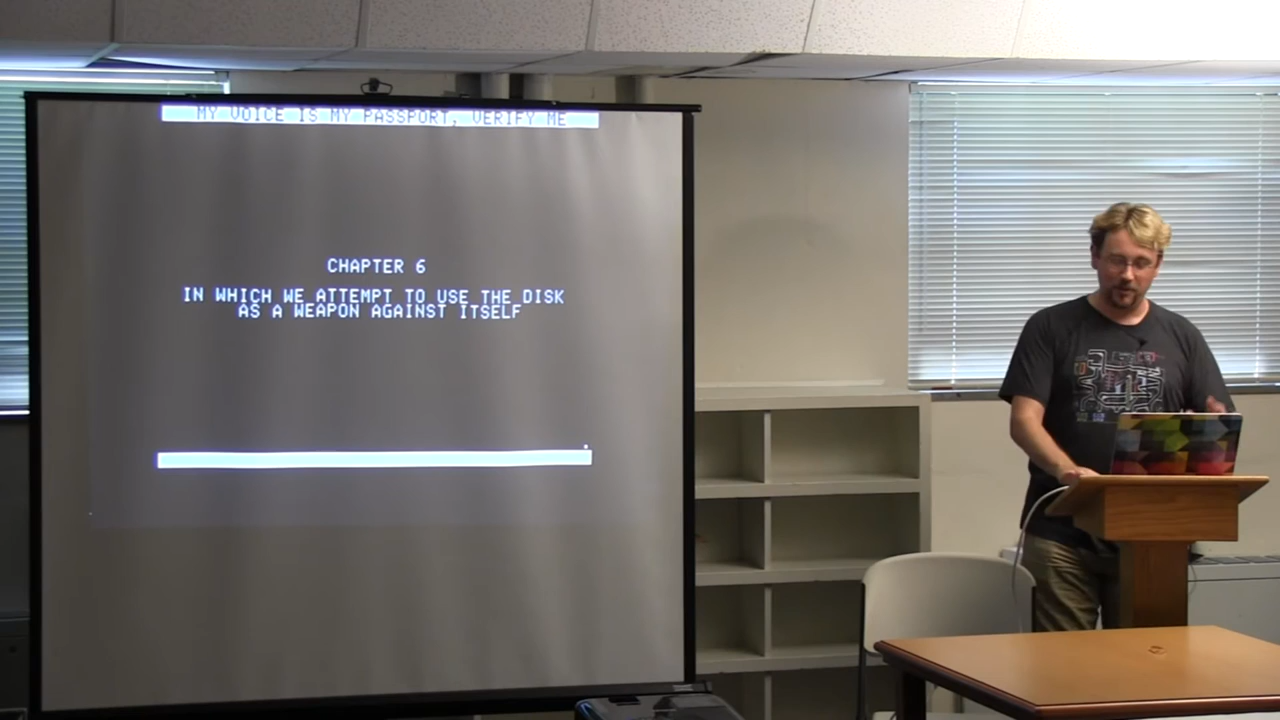 MY VOICE IS MY PASSPORT, VERIFY ME
CHAPTER 6
IN WHICH WE ATTEMPT TO USE THE DISK
AS A WEAPON AGAINST ITSELF